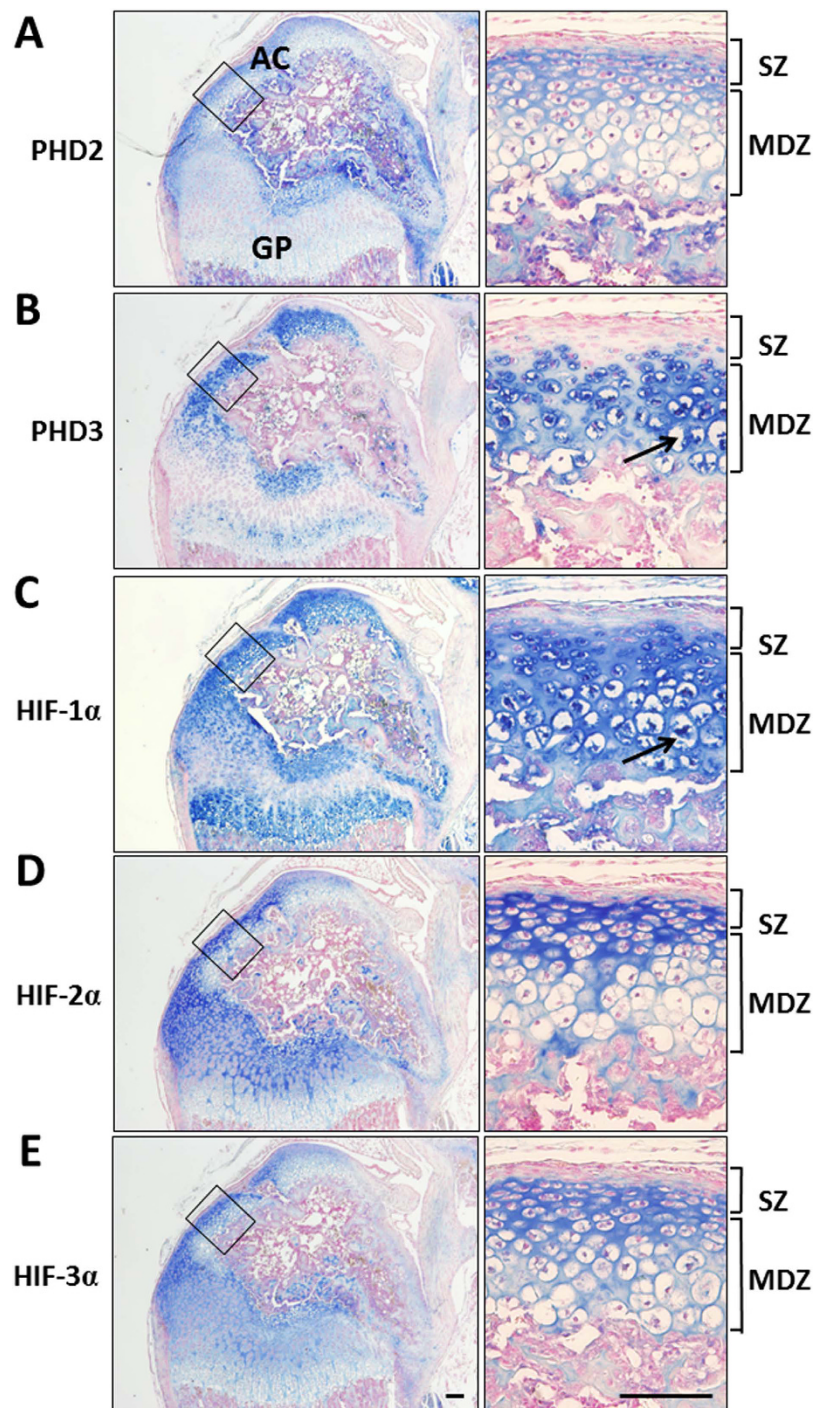 A
AC
SZ
PHD2
MDZ
GP
B
SZ
PHD3
MDZ
C
SZ
HIF-1α
MDZ
D
SZ
HIF-2α
MDZ
E
SZ
HIF-3α
MDZ